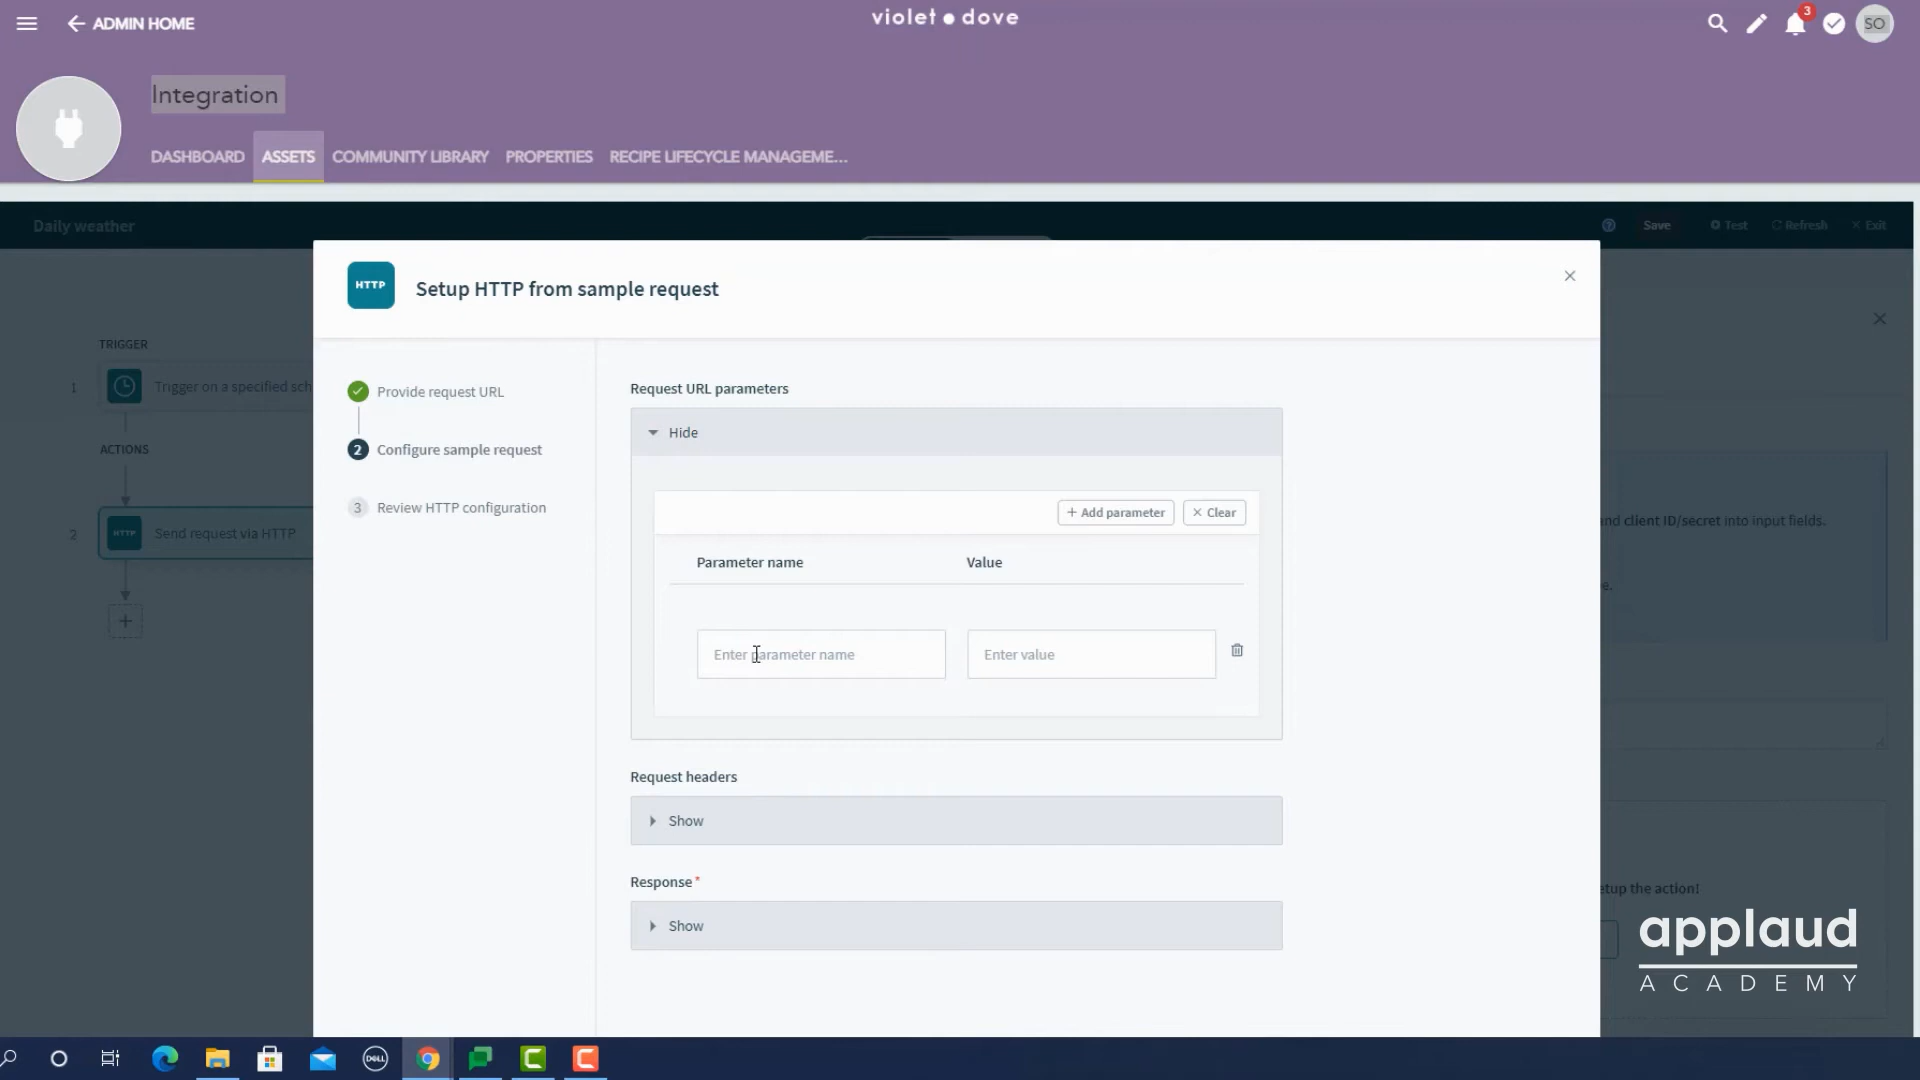 ADMIN HOME
violet dove
3
SO
Integration
DASHBOARD ASSETS COMMUNITY LIBRARY PROPERTIES RECIPE LIFECYCLE MANAGEME...
Daily weather
? Save Test Refresh Exit
HTTP
Setup HTTP from sample request
TRIGGER
1 Trigger on a specified sch
ACTIONS
2 HTTP Send request via HTTP
Provide request URL
2 Configure sample request
3 Review HTTP configuration
Request URL parameters
Hide
+ Add parameter
× Clear
Parameter name
Value
Enter parameter name
Enter value
Request headers
Show
Response *
Show
and client ID/secret into input fields.
e.
etup the action!
applaud
ACADEMY
DELL